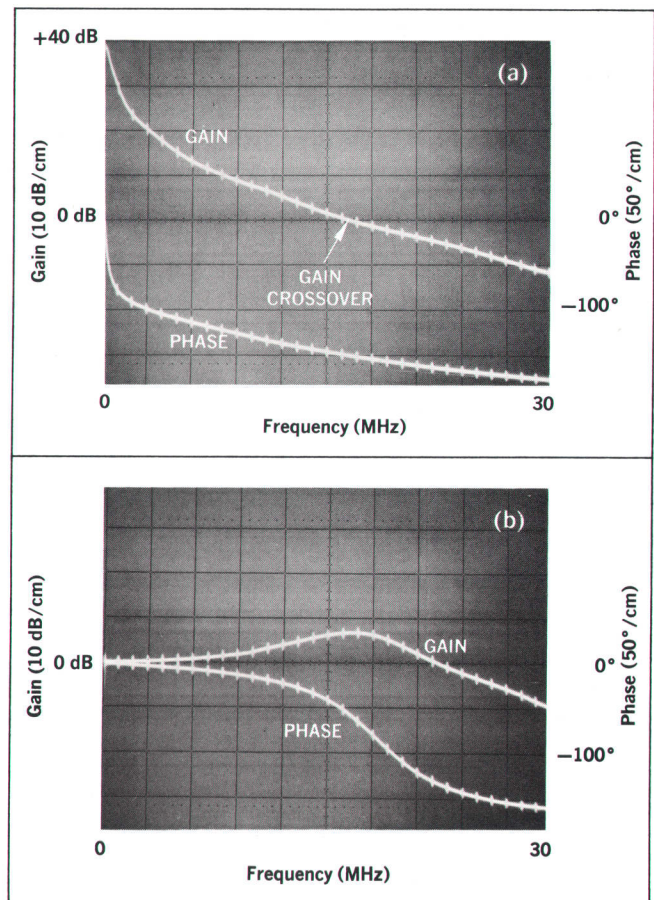 +40 dB
(a)
GAIN
Gain (10 dB/cm)
0 dB
0°
Phase (50°/cm)
GAIN
CROSSOVER
−100°
PHASE
0
30
Frequency (MHz)
(b)
Gain (10 dB/cm)
0 dB
GAIN
0°
Phase (50°/cm)
PHASE
−100°
0
30
Frequency (MHz)